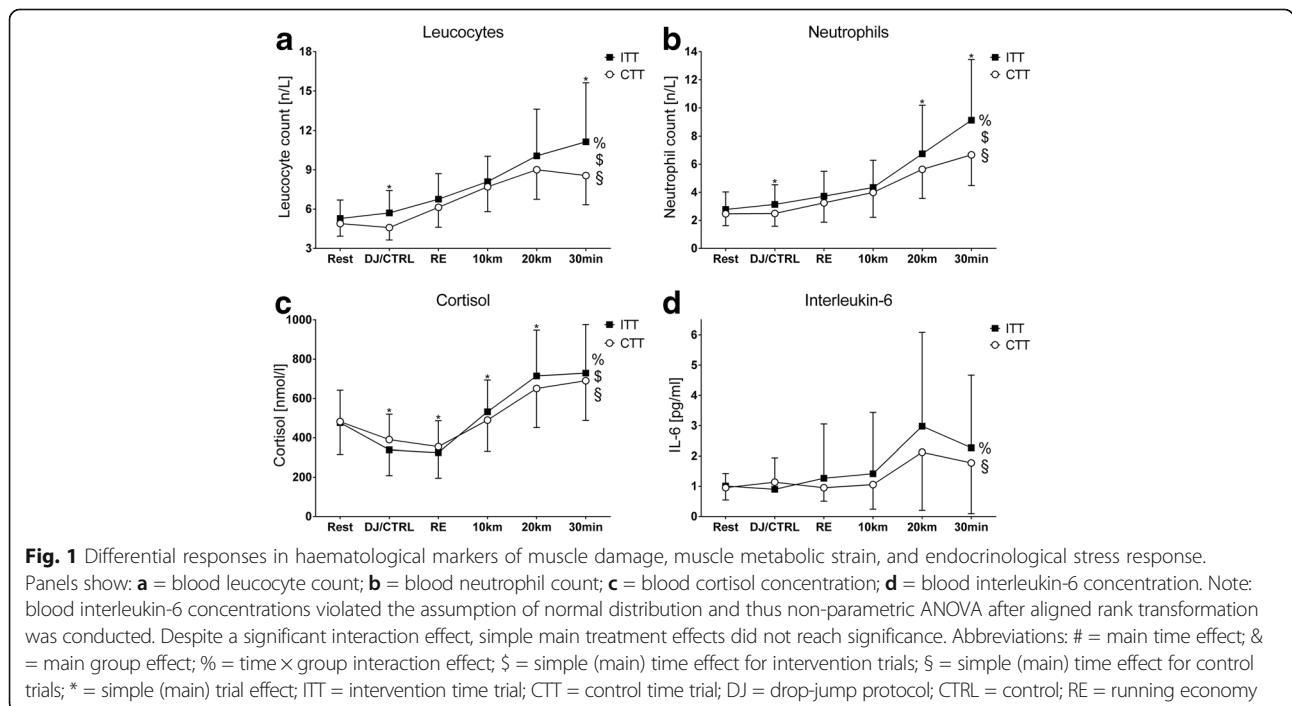 a Leucocytes
ITT
CTT
Leucocyte count [n/L]
18
15
12
9
6
3
*
*
%
$
§
Rest DJ/CTRL RE 10km 20km 30min
b Neutrophils
ITT
CTT
Neutrophil count [n/L]
14
12
10
8
6
4
2
0
*
*
*
%
$
§
Rest DJ/CTRL RE 10km 20km 30min
c Cortisol
ITT
CTT
Cortisol [nmol/l]
1000
800
600
400
200
0
*
*
*
*
%
$
§
Rest DJ/CTRL RE 10km 20km 30min
d Interleukin-6
ITT
CTT
IL-6 [pg/ml]
6
5
4
3
2
1
0
%
§
Rest DJ/CTRL RE 10km 20km 30min
Fig. 1 Differential responses in haematological markers of muscle damage, muscle metabolic strain, and endocrinological stress response.
Panels show: a = blood leucocyte count; b = blood neutrophil count; c = blood cortisol concentration; d = blood interleukin-6 concentration. Note:
blood interleukin-6 concentrations violated the assumption of normal distribution and thus non-parametric ANOVA after aligned rank transformation
was conducted. Despite a significant interaction effect, simple main treatment effects did not reach significance. Abbreviations: # = main time effect; &
= main group effect; % = time × group interaction effect; $ = simple (main) time effect for intervention trials; § = simple (main) time effect for control
trials; * = simple (main) trial effect; ITT = intervention time trial; CTT = control time trial; DJ = drop-jump protocol; CTRL = control; RE = running economy